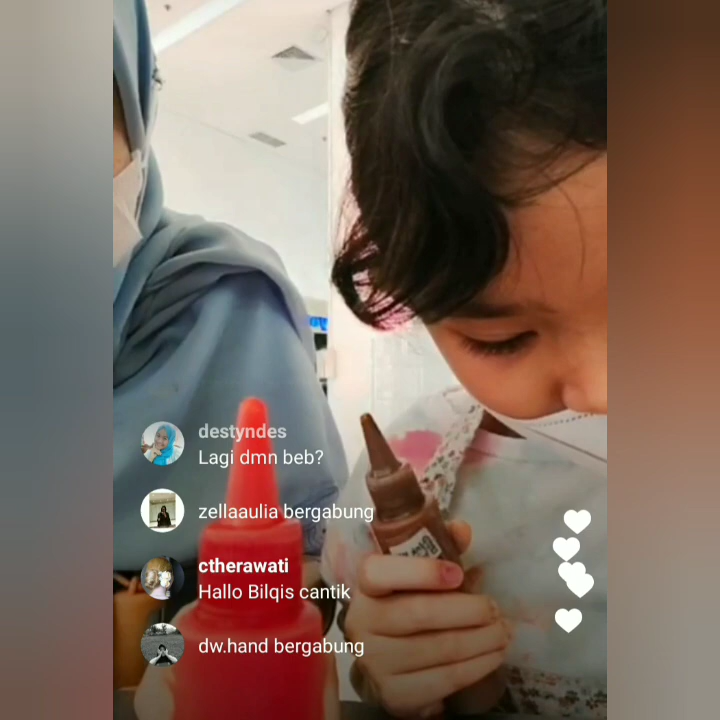 destyndes
Lagi dmn beb?
zellaaulia bergabung
ctherawati
Hallo Bilqis cantik
dw.hand bergabung